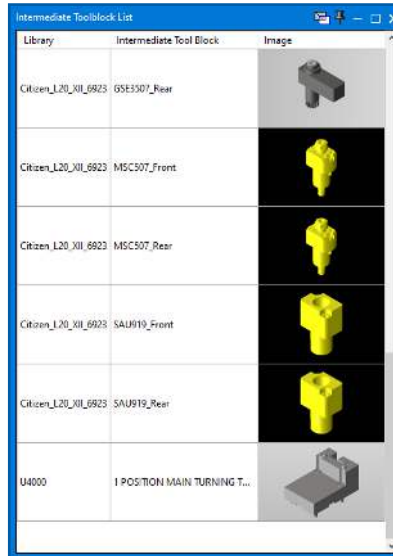 Intermediate Toolblock List
Library Intermediate Tool Block Image
Citizen_L20_XII_6923 GSE3507_Rear
Citizen_L20_XII_6923 MSC507_Front
Citizen_L20_XII_6923 MSC507_Rear
Citizen_L20_XII_6923 SAU919_Front
Citizen_L20_XII_6923 SAU919_Rear
U4000 1 POSITION MAIN TURNING T...